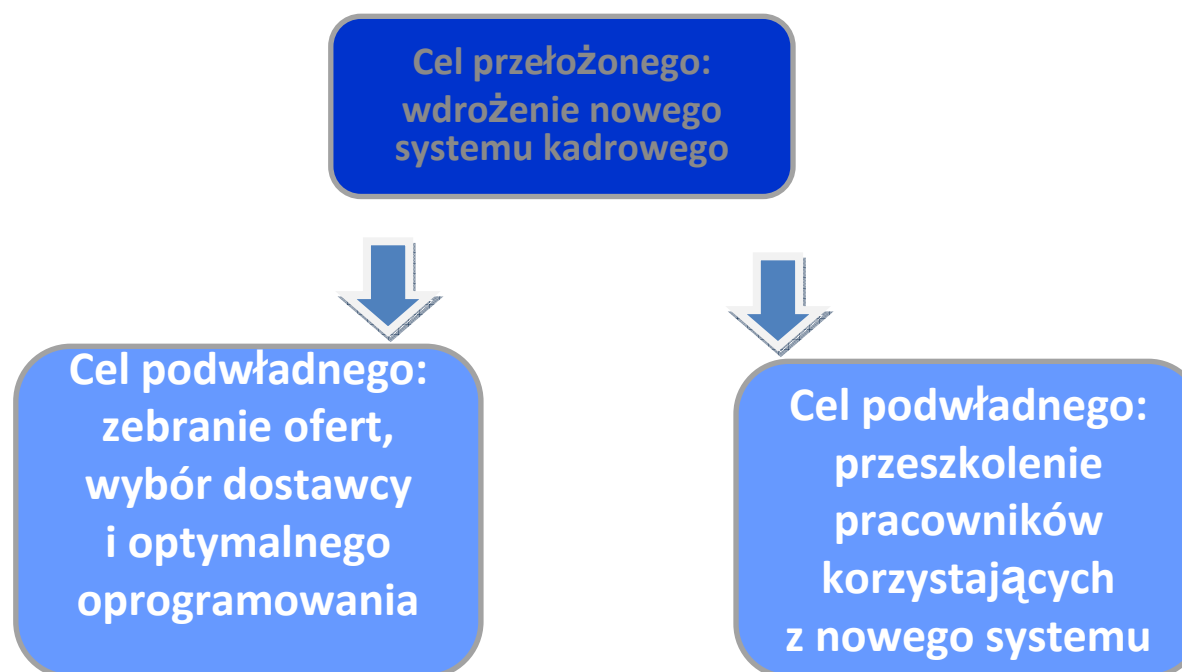 Cel przełożonego:
wdrożenie nowego
systemu kadrowego
Cel podwładnego:
zebranie ofert,
wybór dostawcy
i optymalnego
oprogramowania
Cel podwładnego:
przeszkolenie
pracowników
korzystających
z nowego systemu